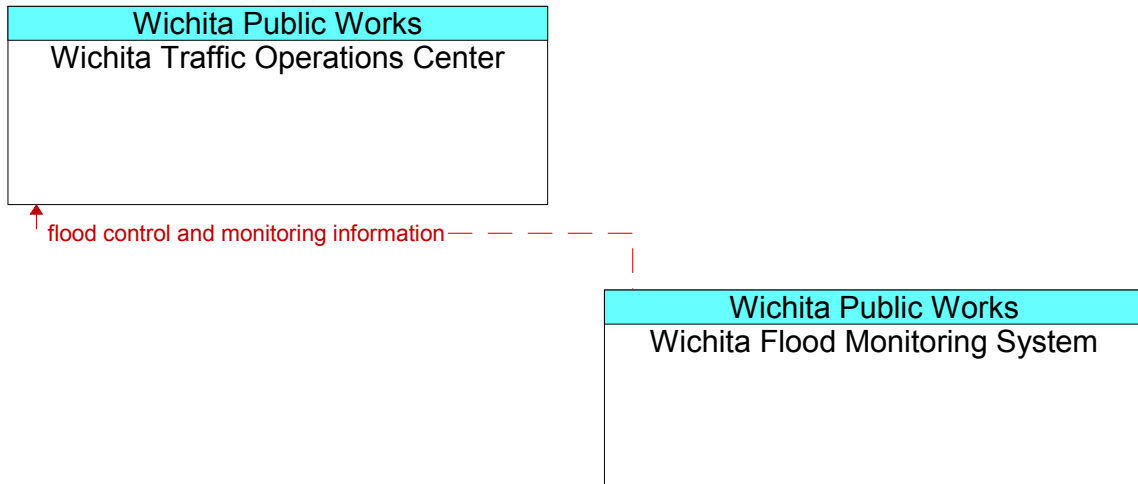 Wichita Public Works
Wichita Traffic Operations Center
flood control and monitoring information
Wichita Public Works
Wichita Flood Monitoring System